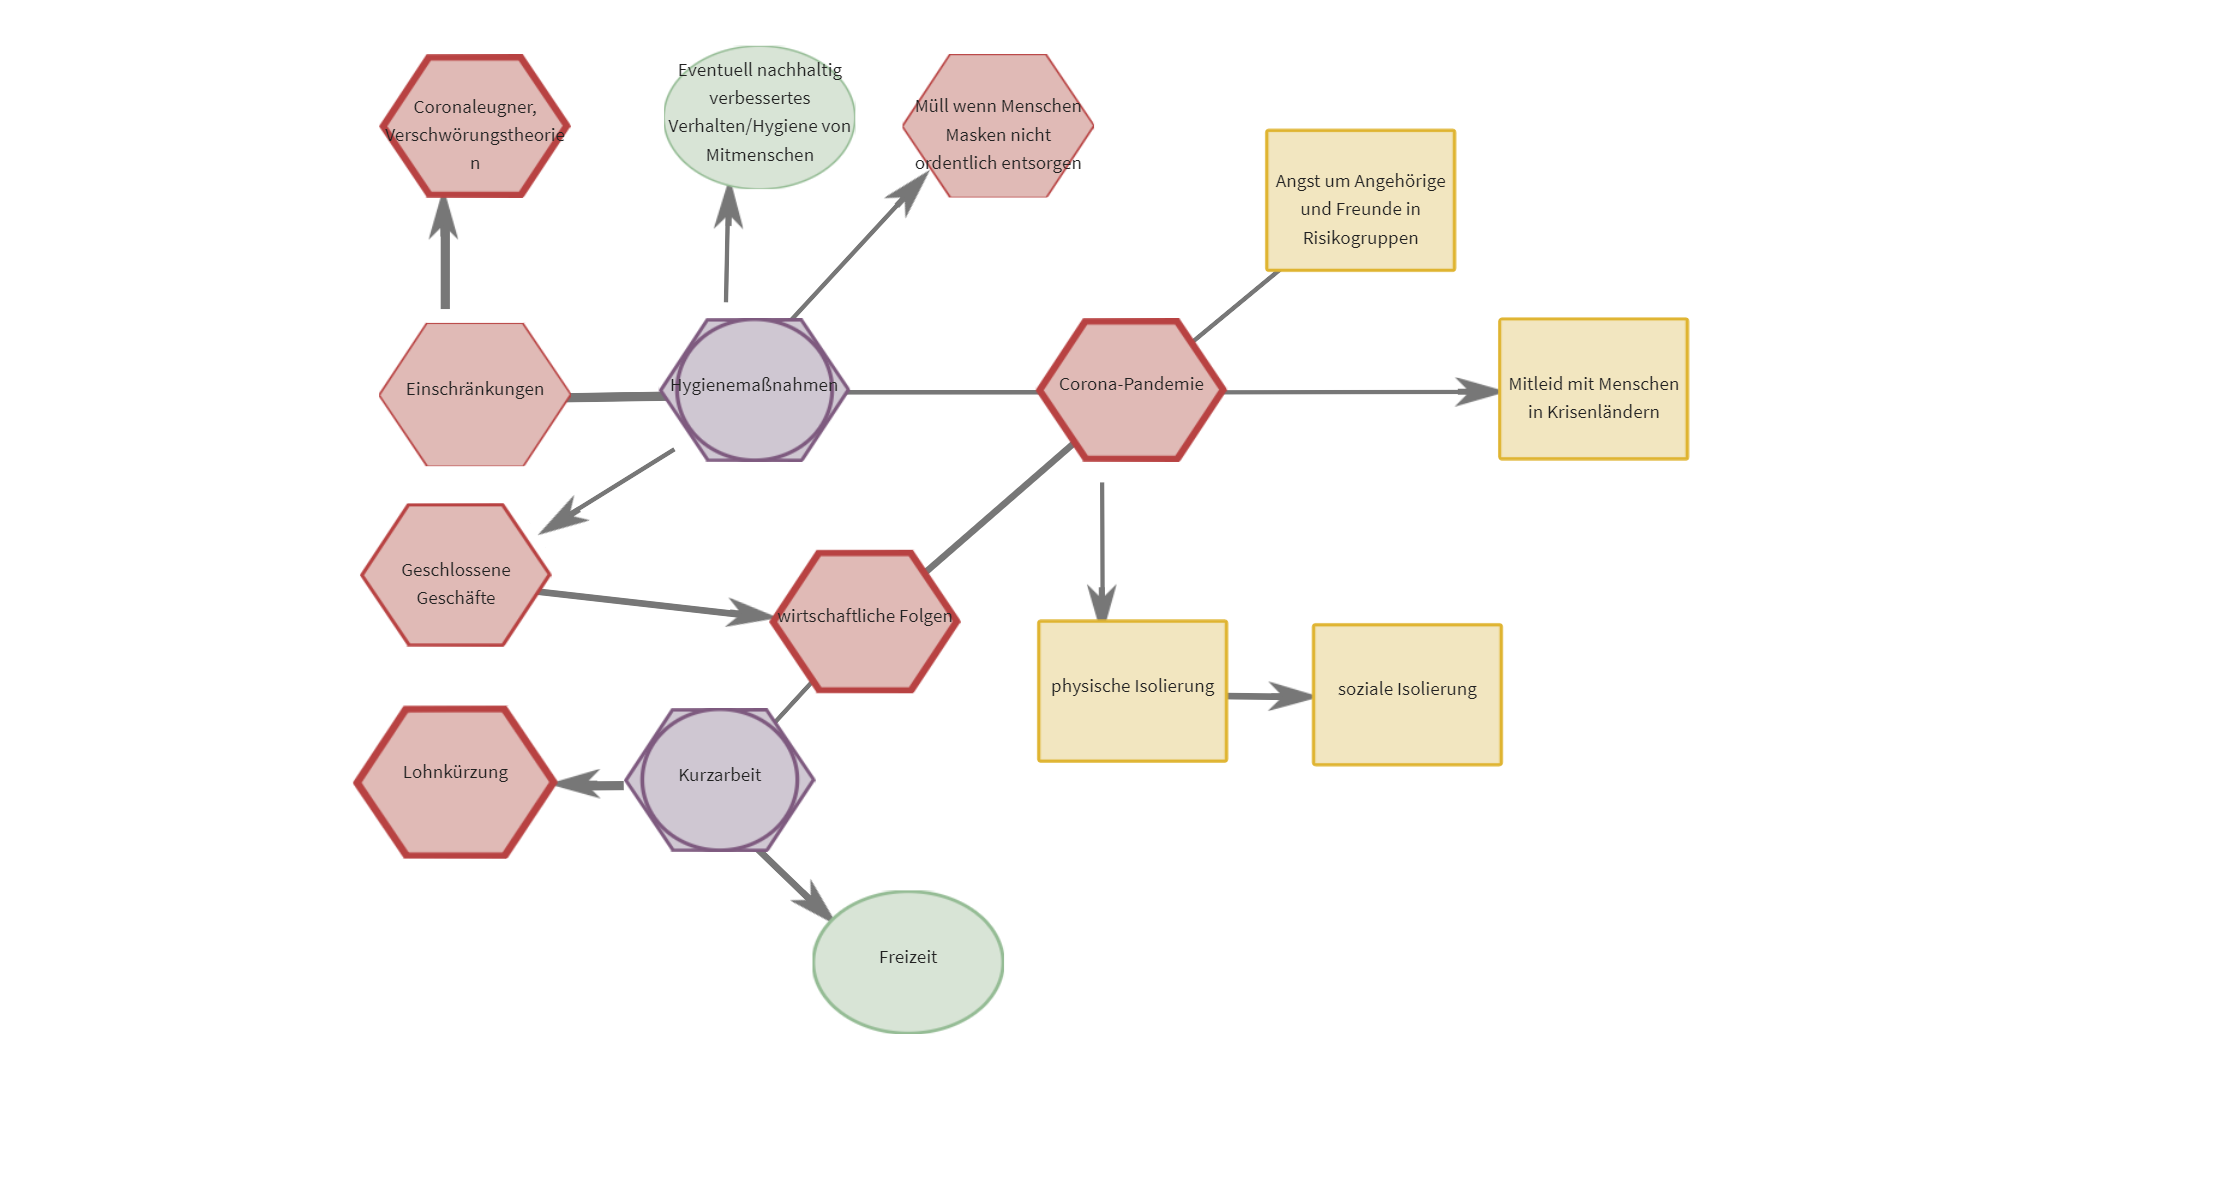 Coronaleugner,
Verschwörungstheorie
n
Eventuell nachhaltig
verbessertes
Verhalten/Hygiene von
Mitmenschen
Müll wenn Menschen
Masken nicht
ordentlich entsorgen
Angst um Angehörige
und Freunde in
Risikogruppen
Einschränkungen
Hygienemaßnahmen
Corona-Pandemie
Mitleid mit Menschen
in Krisenländern
Geschlossene
Geschäfte
wirtschaftliche Folgen
physische Isolierung
soziale Isolierung
Lohnkürzung
Kurzarbeit
Freizeit